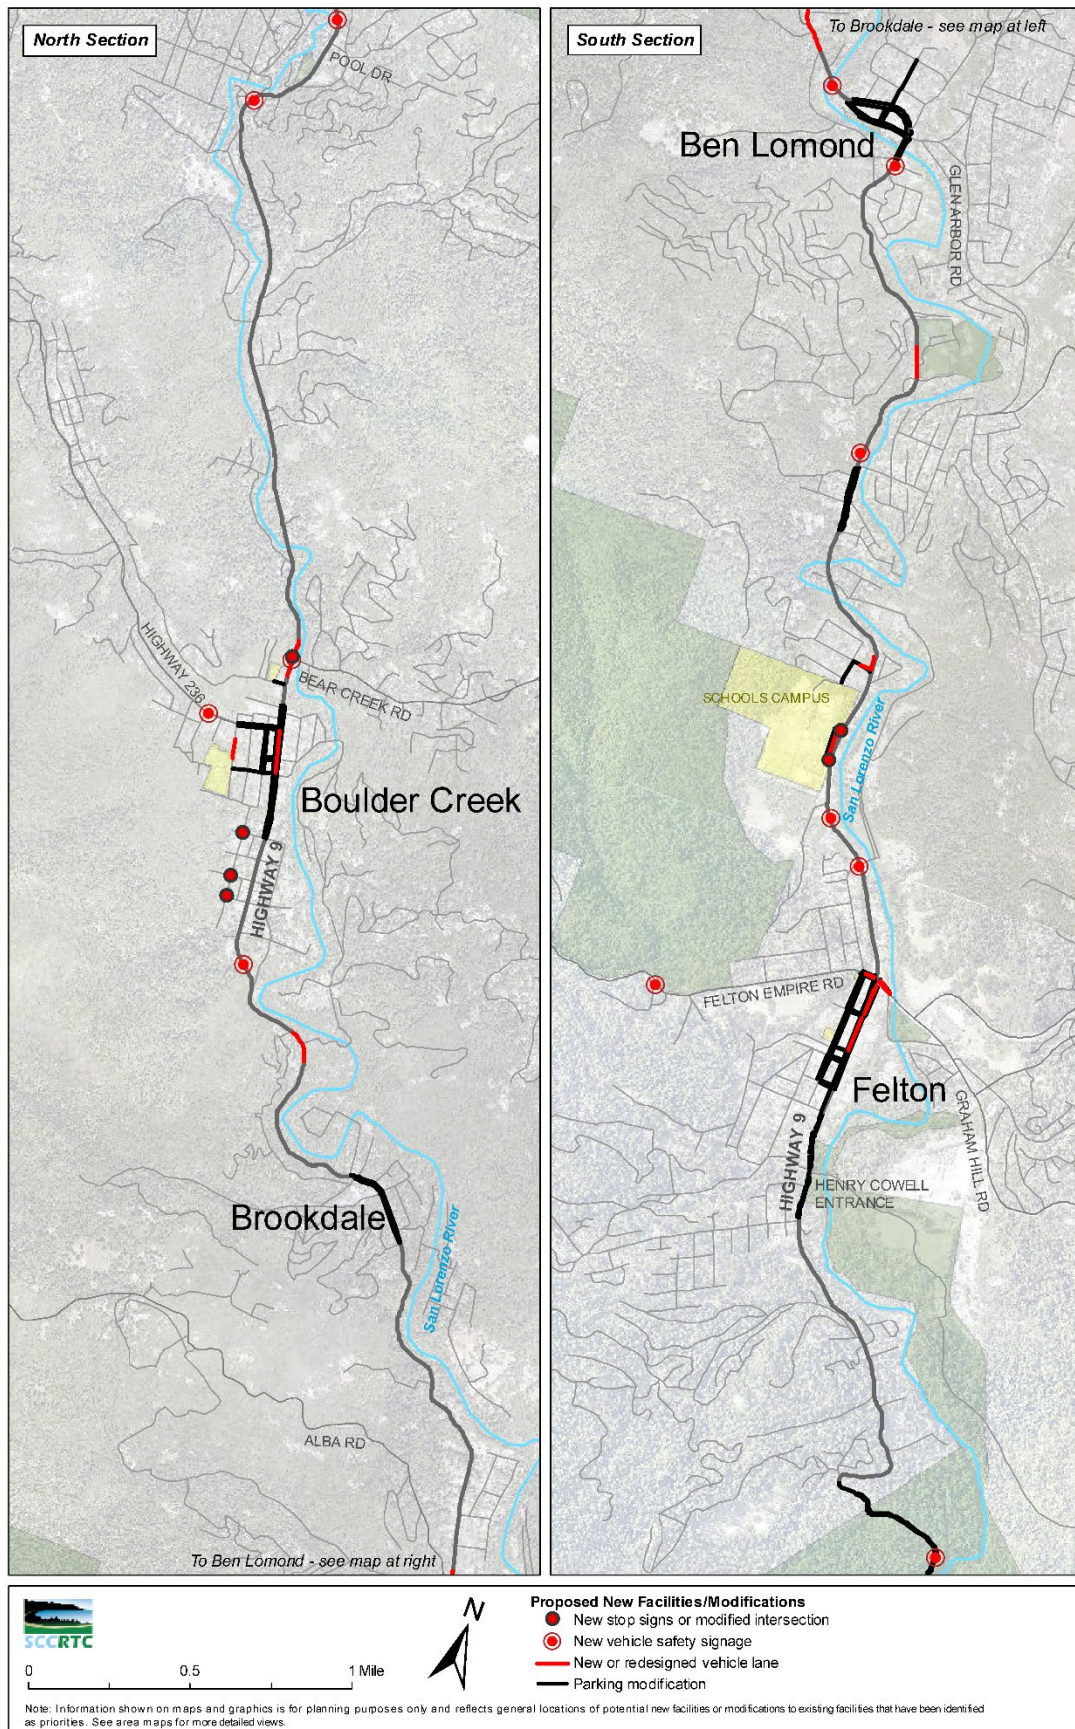 North Section
POOL DR
HIGHWAY 236
BEAR CREEK RD
Boulder Creek
HIGHWAY 9
Brookdale
San Lorenzo River
ALBA RD
To Ben Lomond - see map at right
South Section
To Brookdale - see map at left
Ben Lomond
GLEN ARBOR RD
SCHOOLS CAMPUS
San Lorenzo River
FELTON EMPIRE RD
Felton
HIGHWAY 9
GRAHAM HILL RD
HENRY COWELL
ENTRANCE
SCCRTC
0 0.5 1 Mile
N
Proposed New Facilities/Modifications
New stop signs or modified intersection
New vehicle safety signage
New or redesigned vehicle lane
Parking modification
Note: Information shown on maps and graphics is for planning purposes only and reflects general locations of potential new facilities or modifications to existing facilities that have been identified
as priorities. See area maps for more detailed views.